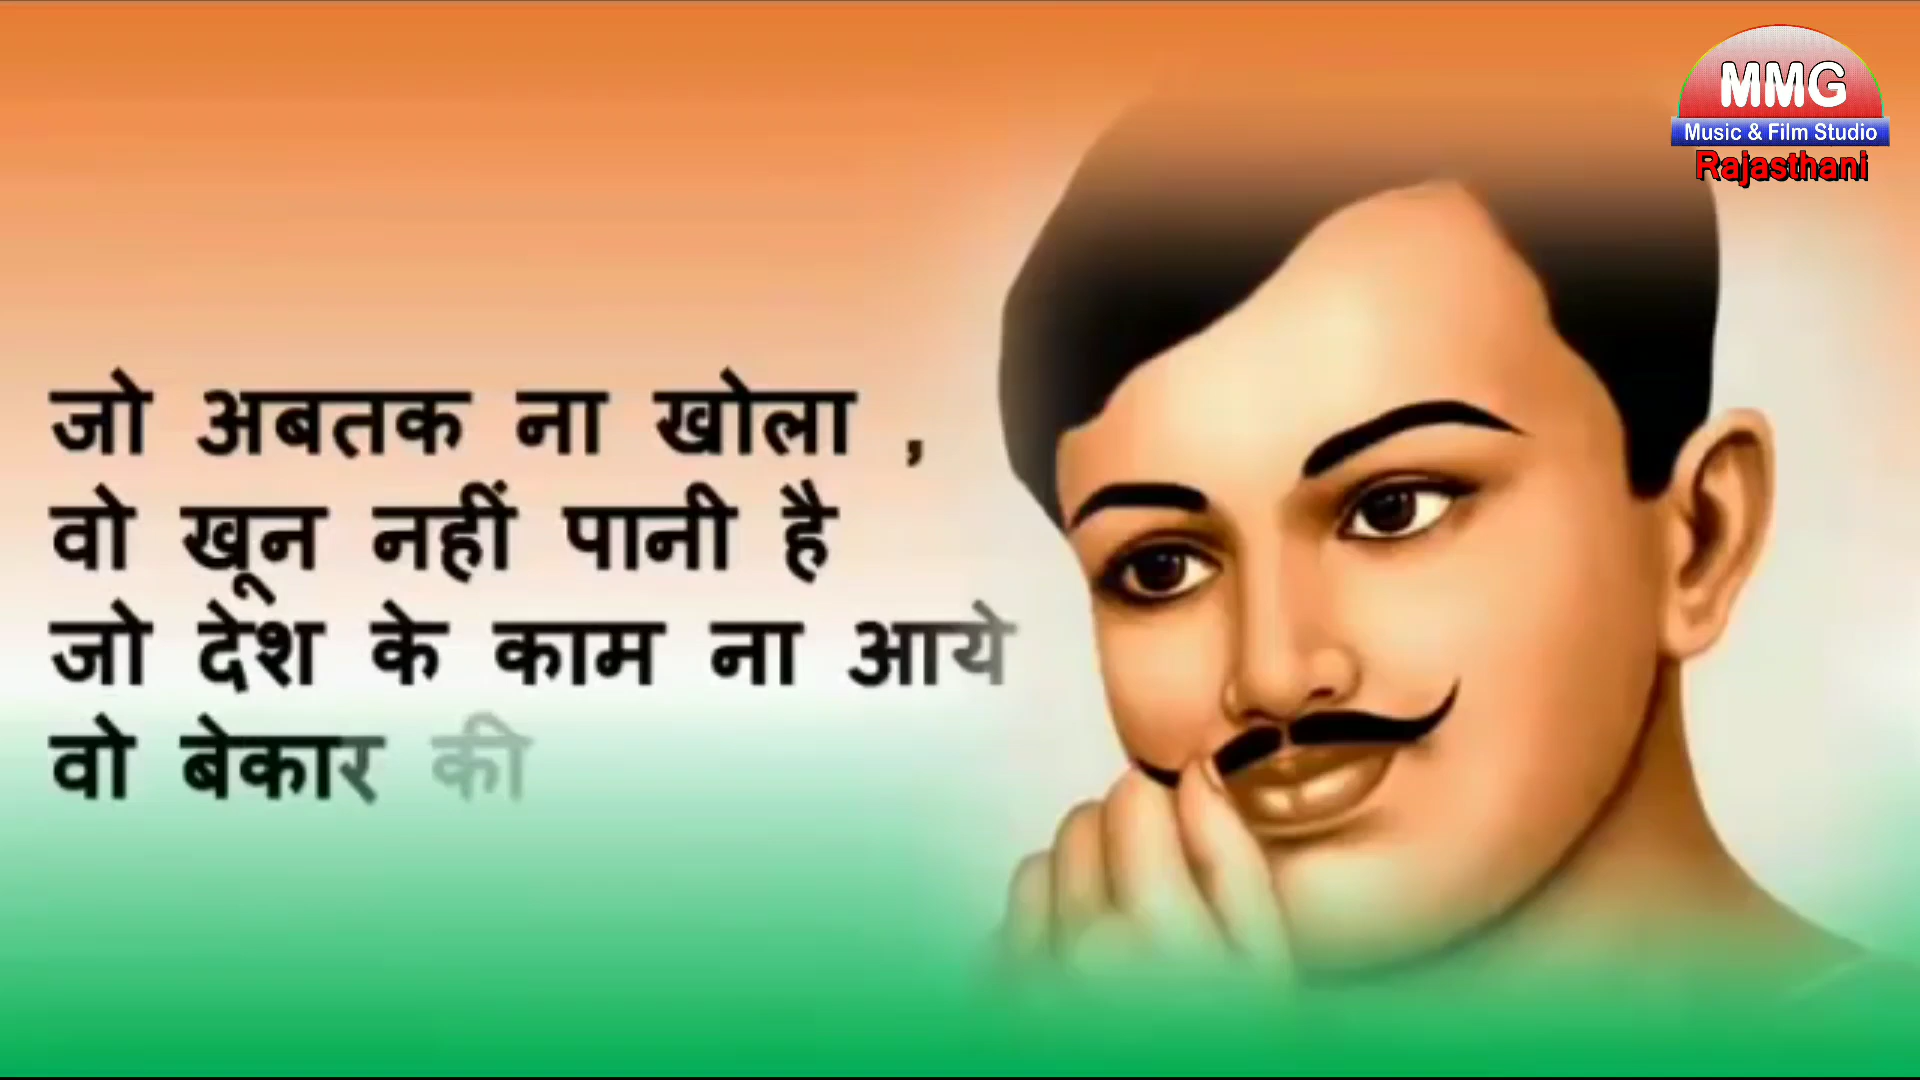 MMG
Music & Film Studio
Rajasthani
जो अबतक ना खोला ,
वो खून नहीं पानी है
जो देश के काम ना आये
वो बेकार की